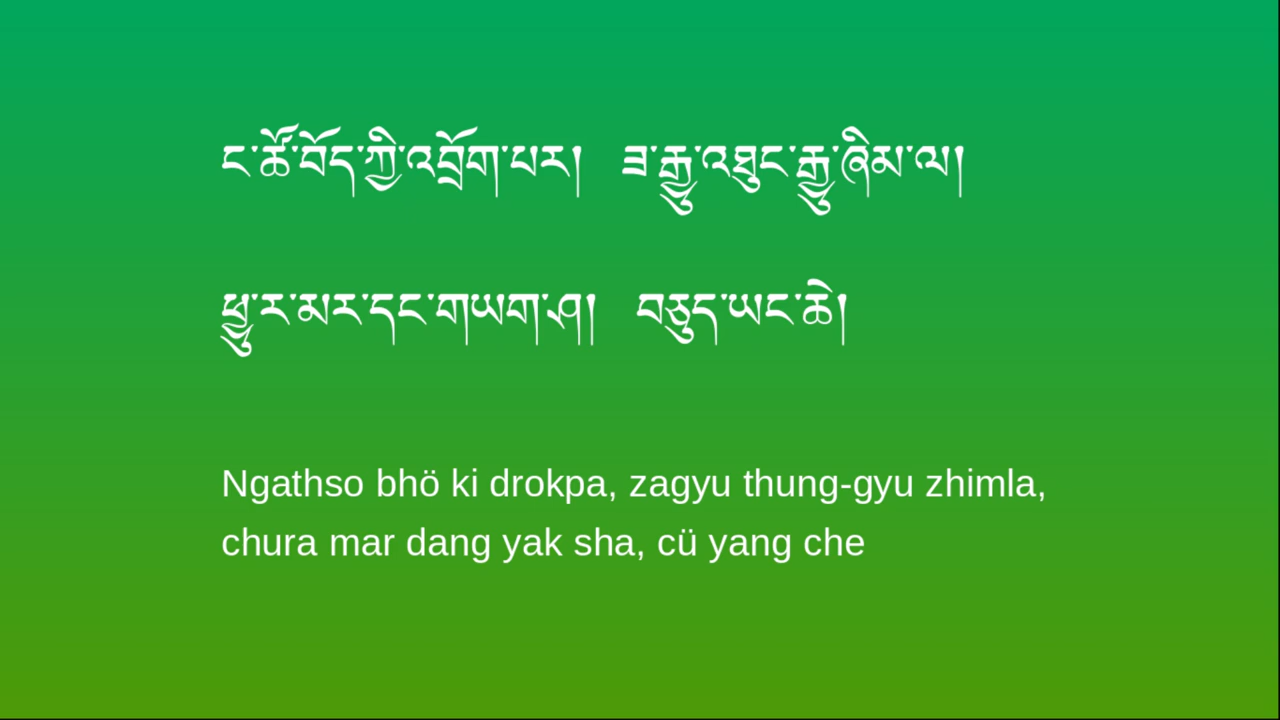 ང་ཚོ་བོད་ཀྱི་འབྲོག་པར། ཟ་རྒྱུ་འཐུང་རྒྱུ་ཞིམ་ལ།
ཕྱུ་ར་མར་དང་གཡག་ཤ། བཅུད་ཡང་ཆེ།
Ngathso bhö ki drokpa, zagyu thung-gyu zhimla,
chura mar dang yak sha, cü yang che